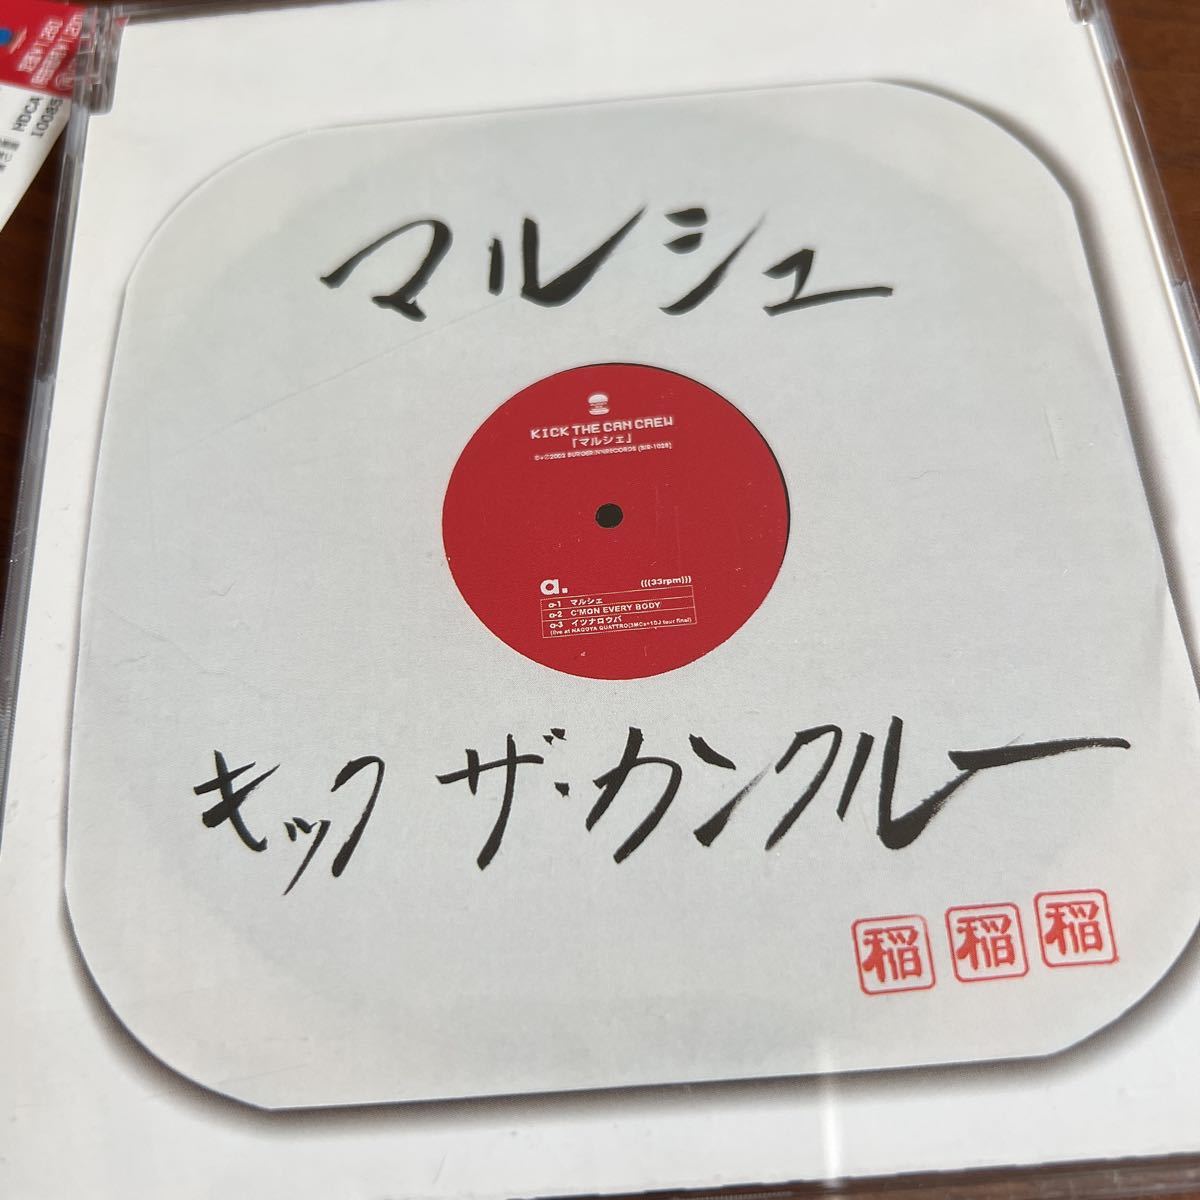 HDCA
10085
マルシェ
KICK THE CAN CREW
「マルシェ」
a.
(((33rpm)))
a-1 マルシェ
a-2 C'MON EVERY BODY
a-3 イツナロウバ
(live at NAGOYA QUATTRO(3MCs+1DJ tour final)
キック ザ・カンクルー
稲 稲 稲